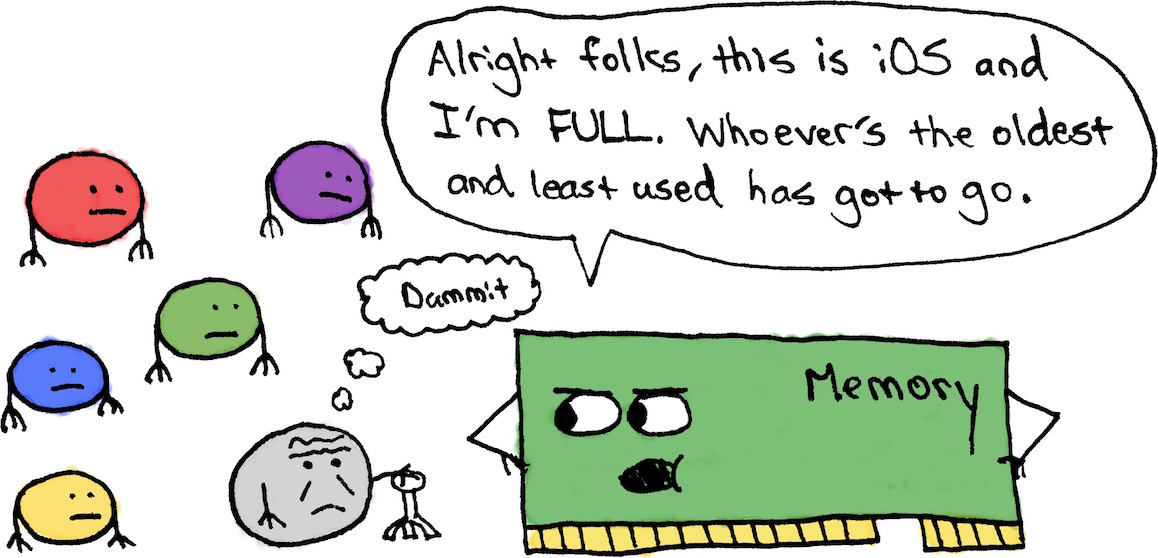 Alright folks, this is iOS and
I'm FULL. Whoever's the oldest
and least used has got to go.
Dammit
Memory